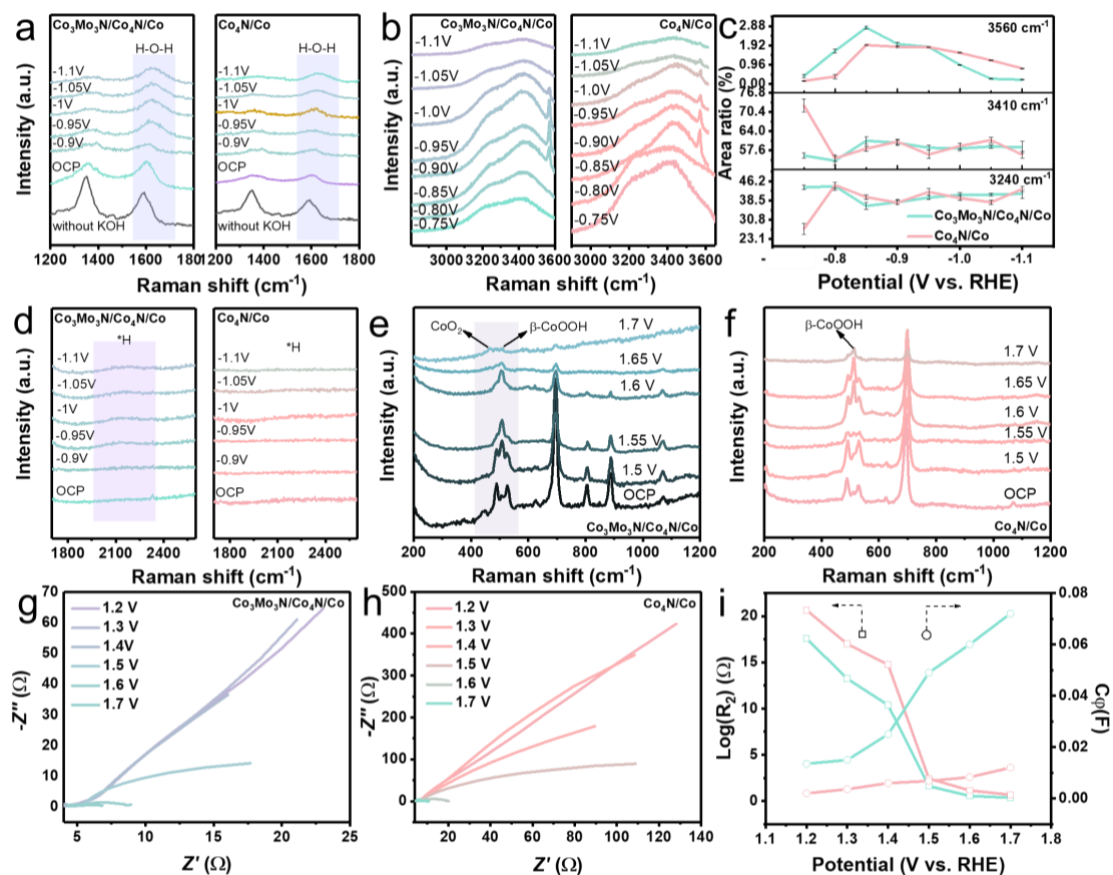 a
Co₃Mo₃N/Co₄N/Co
H-O-H
-1.1V
-1.05V
-1V
-0.95V
-0.9V
OCP
without KOH
1200 1400 1600 1800
Co₄N/Co
H-O-H
-1.1V
-1.05V
-1V
-0.95V
-0.9V
OCP
without KOH
1200 1400 1600 1800
Intensity (a.u.)
Raman shift (cm⁻¹)
b
Co₃Mo₃N/Co₄N/Co
-1.1V
-1.05V
-1.0V
-0.95V
-0.90V
-0.85V
-0.80V
-0.75V
3000 3200 3400 3600
Co₄N/Co
-1.1V
-1.05V
-1.0V
-0.95V
-0.90V
-0.85V
-0.80V
-0.75V
3000 3200 3400 3600
Intensity (a.u.)
Raman shift (cm⁻¹)
c
3560 cm⁻¹
2.88
1.92
0.96
0.00
3410 cm⁻¹
76.8
70.4
64.0
57.6
3240 cm⁻¹
46.2
38.5
30.8
23.1
Co₃Mo₃N/Co₄N/Co
Co₄N/Co
Area ratio (%)
- -0.8 -0.9 -1.0 -1.1
Potential (V vs. RHE)
d
Co₃Mo₃N/Co₄N/Co
*H
-1.1V
-1.05V
-1V
-0.95V
-0.9V
OCP
1800 2100 2400
Co₄N/Co
*H
-1.1V
-1.05V
-1V
-0.95V
-0.9V
OCP
1800 2100 2400
Intensity (a.u.)
Raman shift (cm⁻¹)
e
CoO₂
β-CoOOH
1.7 V
1.65 V
1.6 V
1.55 V
1.5 V
OCP
Co₃Mo₃N/Co₄N/Co
200 400 600 800 1000 1200
Intensity (a.u.)
Raman shift (cm⁻¹)
f
β-CoOOH
1.7 V
1.65 V
1.6 V
1.55 V
1.5 V
OCP
Co₄N/Co
200 400 600 800 1000 1200
Intensity (a.u.)
Raman shift (cm⁻¹)
g
Co₃Mo₃N/Co₄N/Co
1.2 V
1.3 V
1.4V
1.5 V
1.6 V
1.7 V
70
60
50
40
30
20
10
0
5 10 15 20 25
-Z'' (Ω)
Z' (Ω)
h
Co₄N/Co
1.2 V
1.3 V
1.4 V
1.5 V
1.6 V
1.7 V
500
400
300
200
100
0
20 40 60 80 100 120 140
-Z'' (Ω)
Z' (Ω)
i
20
15
10
5
0
0.08
0.06
0.04
0.02
0.00
1.1 1.2 1.3 1.4 1.5 1.6 1.7
Log(R₂) (Ω)
Cφ(F)
Potential (V vs. RHE)